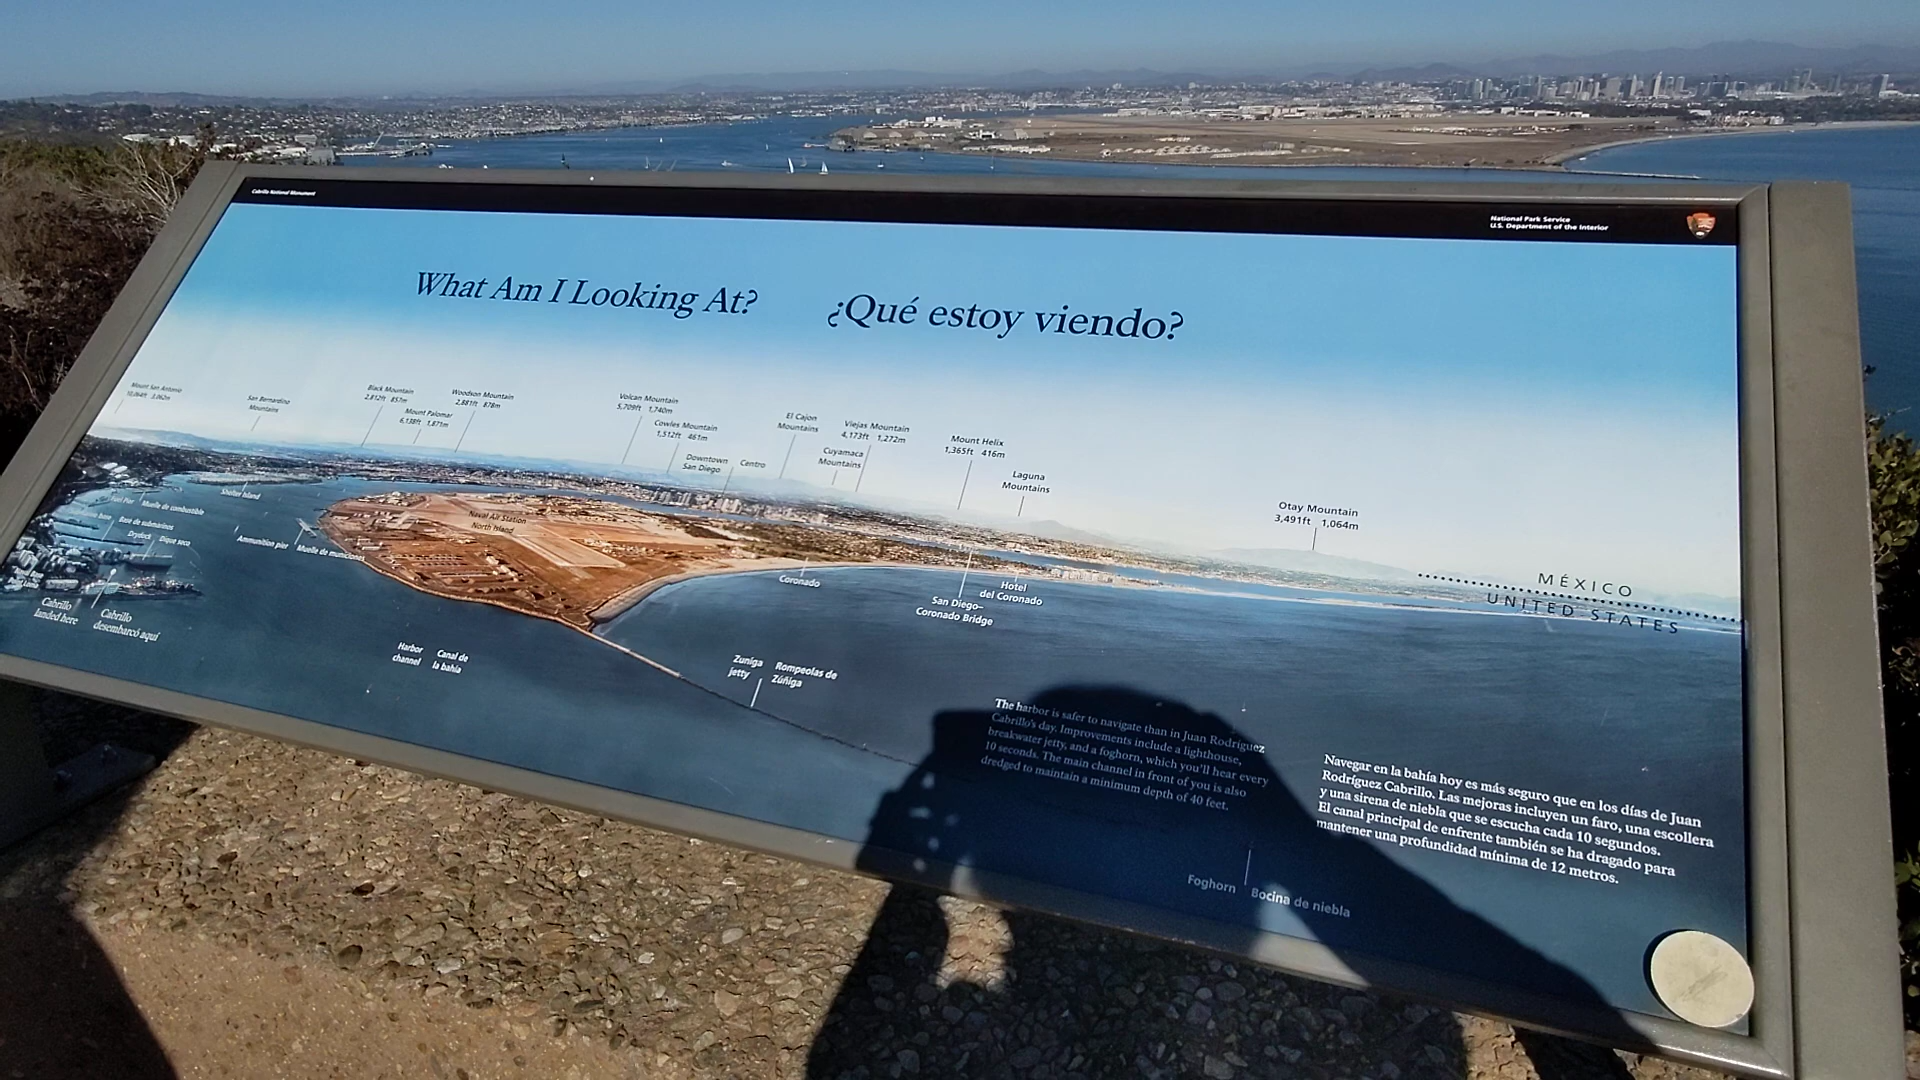 Cabrillo National Monument
National Park Service
U.S. Department of the Interior
What Am I Looking At?
¿Qué estoy viendo?
Mount San Antonio
10,064ft 3,062m
San Bernardino
Mountains
Black Mountain
2,812ft 857m
Mount Palomar
6,138ft 1,871m
Woodson Mountain
2,881ft 878m
Volcan Mountain
5,709ft 1,740m
Cowles Mountain
1,512ft 461m
Downtown
San Diego
Centro
El Cajon
Mountains
Cuyamaca
Mountains
Viejas Mountain
4,173ft 1,272m
Mount Helix
1,365ft 416m
Laguna
Mountains
Otay Mountain
3,491ft 1,064m
MÉXICO
UNITED STATES
Shelter Island
Fuel Pier
Muelle de combustible
base
Base de submarinos
Drydock
Dique seco
Ammunition pier
Muelle de municiones
Naval Air Station
North Island
Cabrillo
landed here
Cabrillo
desembarcó aquí
Harbor
channel
Canal de
la bahía
Zuniga
jetty
Rompeolas de
Zúñiga
Coronado
San Diego–
Coronado Bridge
Hotel
del Coronado
The harbor is safer to navigate than in Juan Rodríguez
Cabrillo's day. Improvements include a lighthouse,
breakwater jetty, and a foghorn, which you'll hear every
10 seconds. The main channel in front of you is also
dredged to maintain a minimum depth of 40 feet.
Navegar en la bahía hoy es más seguro que en los días de Juan
Rodríguez Cabrillo. Las mejoras incluyen un faro, una escollera
y una sirena de niebla que se escucha cada 10 segundos.
El canal principal de enfrente también se ha dragado para
mantener una profundidad mínima de 12 metros.
Foghorn
Bocina de niebla